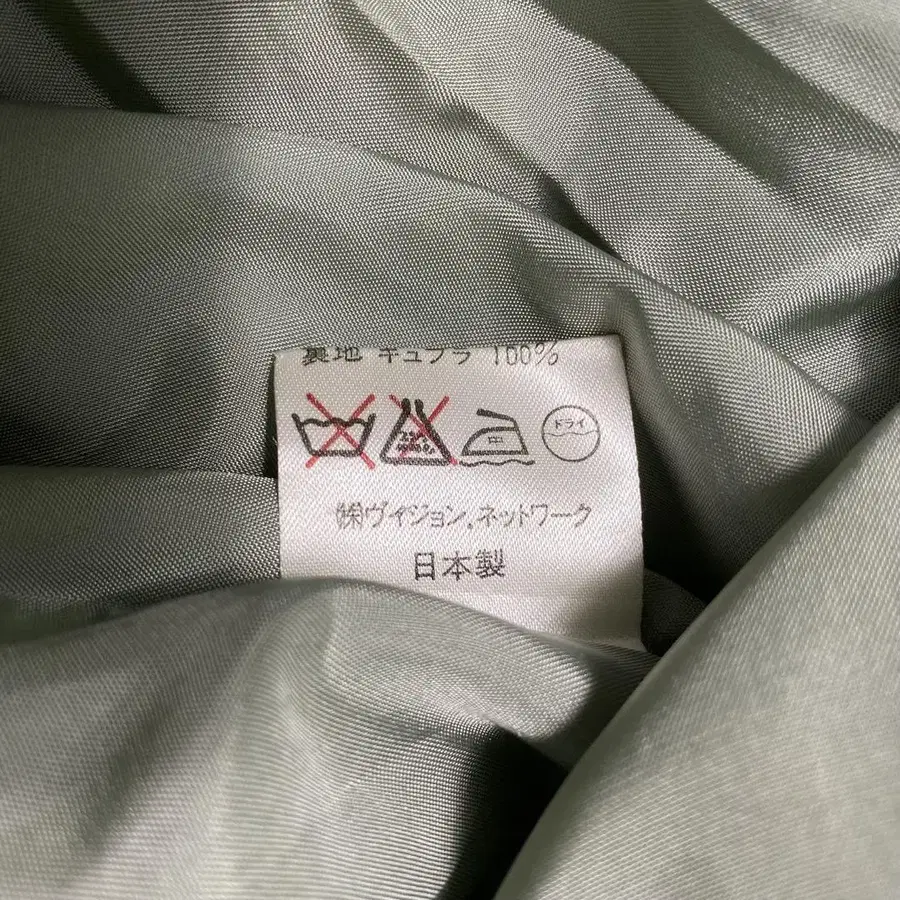 裏地 キュプラ 100%
ドライ
㈱ヴィジョン、ネットワーク
日本製